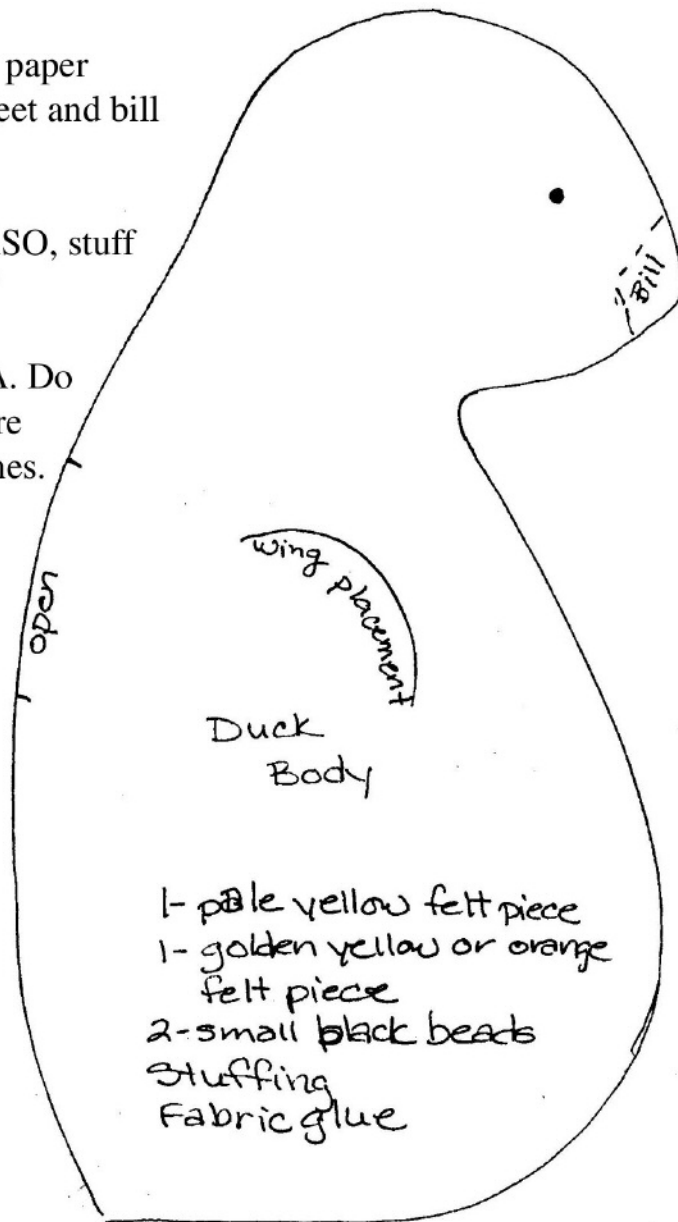 paper
eet and bill
SO, stuff
A. Do
re
nes.
Bill
open
wing placement
Duck
Body
1- pale yellow felt piece
1- golden yellow or orange
felt piece
2- small black beads
Stuffing
Fabric glue